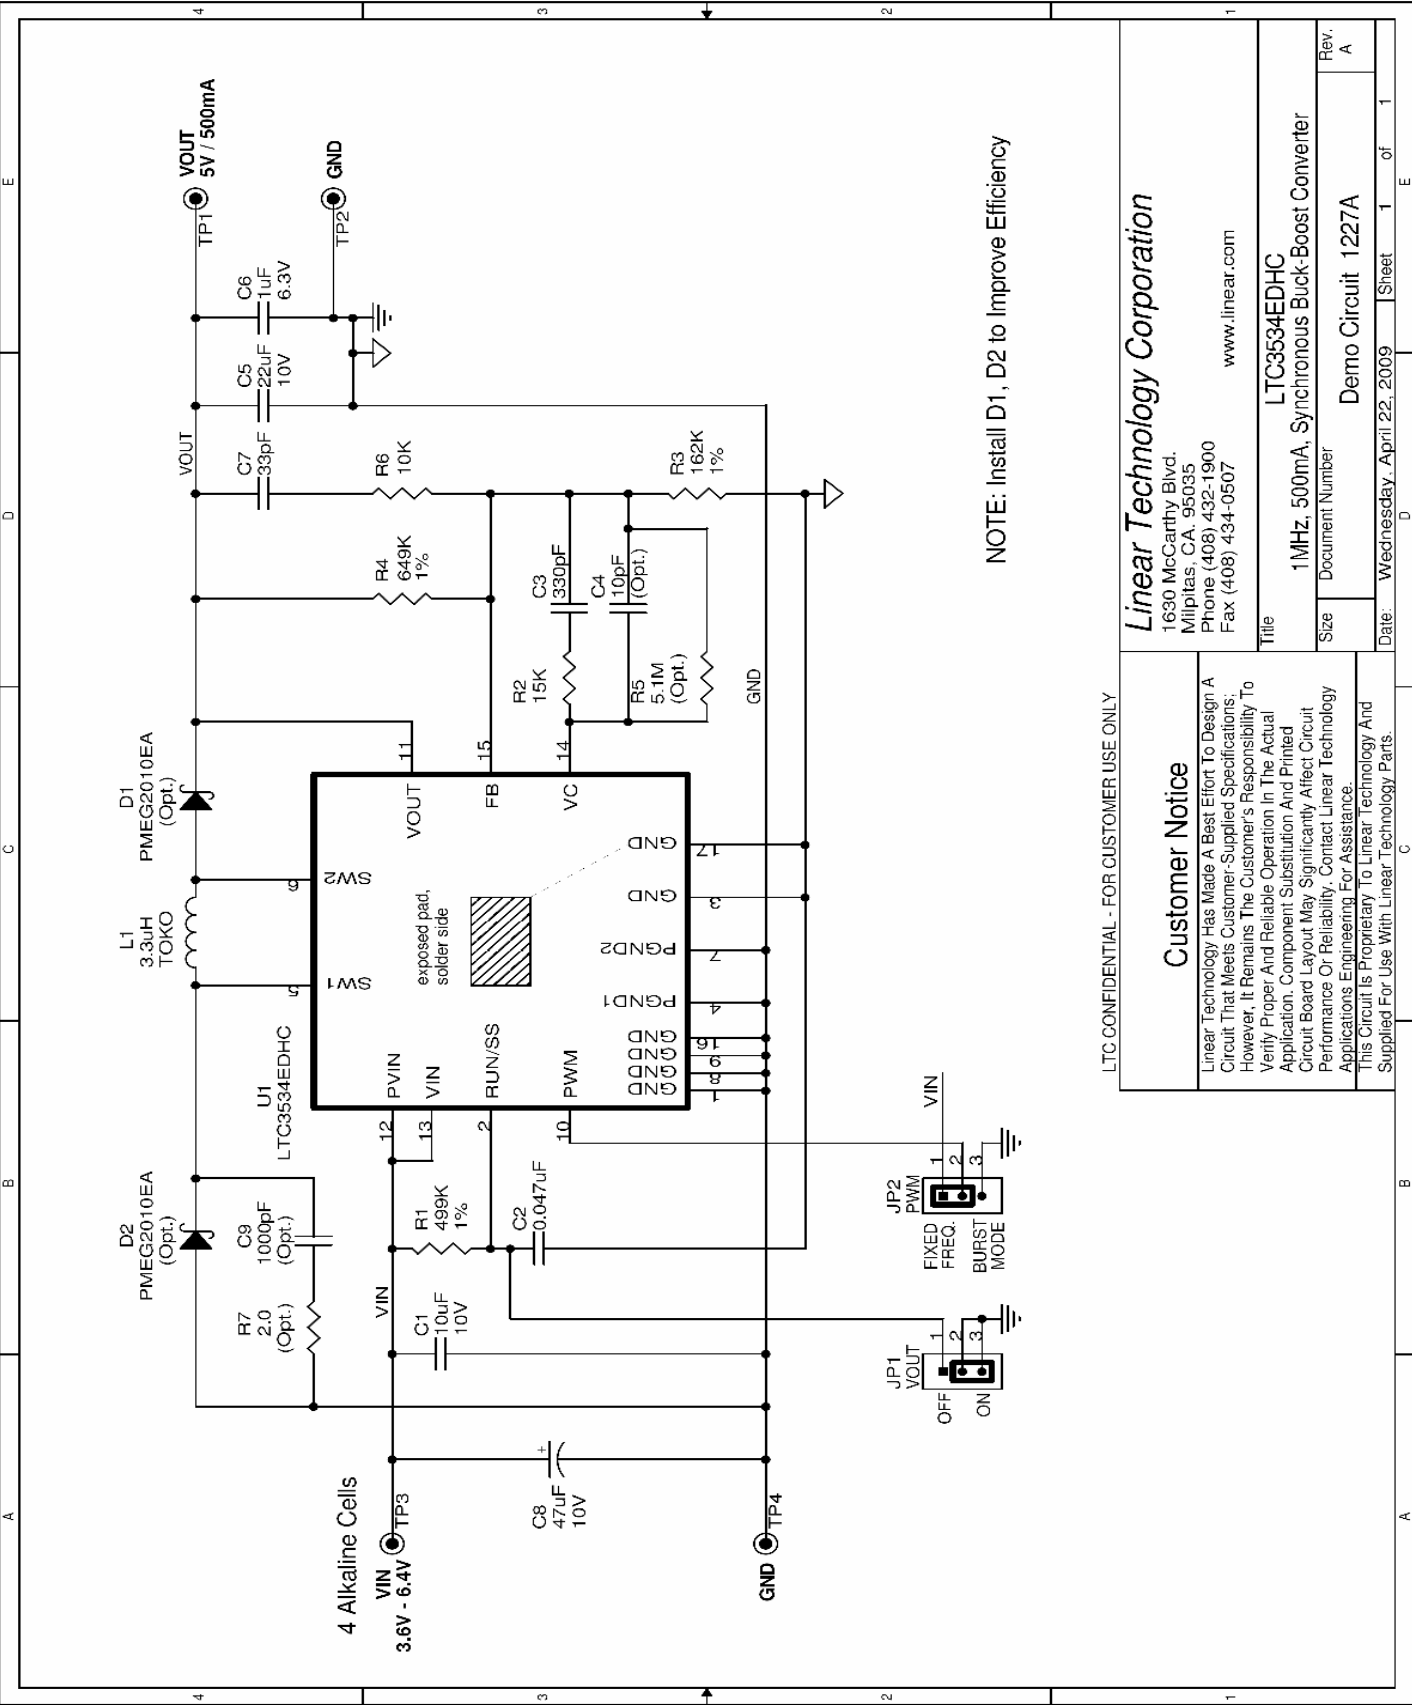 A
B
C
D
E
4
3
2
1
4 Alkaline Cells
VIN
3.6V - 6.4V
TP3
GND
TP4
C8
47uF
10V
+
D2
PMEG2010EA
(Opt.)
R7
2.0
(Opt.)
C9
1000pF
(Opt.)
VIN
C1
10uF
10V
R1
499K
1%
C2
0.047uF
U1
LTC3534EDHC
L1
3.3uH
TOKO
D1
PMEG2010EA
(Opt.)
5
SW1
6
SW2
12
PVIN
13
VIN
2
RUN/SS
10
PWM
exposed pad,
solder side
VOUT
11
FB
15
VC
14
GND
1
GND
8
GND
9
GND
16
PGND1
4
PGND2
7
GND
3
GND
17
R2
15K
C3
330pF
C4
10pF
(Opt.)
R5
5.1M
(Opt.)
GND
R4
649K
1%
R6
10K
C7
33pF
R3
162K
1%
VOUT
C5
22uF
10V
C6
1uF
6.3V
TP1
VOUT
5V / 500mA
TP2
GND
JP1
VOUT
OFF
ON
1
2
3
JP2
PWM
FIXED
FREQ.
BURST
MODE
1
2
3
VIN
NOTE: Install D1, D2 to Improve Efficiency
LTC CONFIDENTIAL - FOR CUSTOMER USE ONLY
Customer Notice
Linear Technology Has Made A Best Effort To Design A
Circuit That Meets Customer-Supplied Specifications;
However, It Remains The Customer's Responsibility To
Verify Proper And Reliable Operation In The Actual
Application. Component Substitution And Printed
Circuit Board Layout May Significantly Affect Circuit
Performance Or Reliability. Contact Linear Technology
Applications Engineering For Assistance.
This Circuit Is Proprietary To Linear Technology And
Supplied For Use With Linear Technology Parts.
Linear Technology Corporation
1630 McCarthy Blvd.
Milpitas, CA. 95035
Phone (408) 432-1900
Fax (408) 434-0507
www.linear.com
Title
LTC3534EDHC
1MHz, 500mA, Synchronous Buck-Boost Converter
Size
Document Number
Rev.
Demo Circuit 1227A
A
Date:
Wednesday, April 22, 2009
Sheet
1
of
1
4
3
2
1
A
B
C
D
E